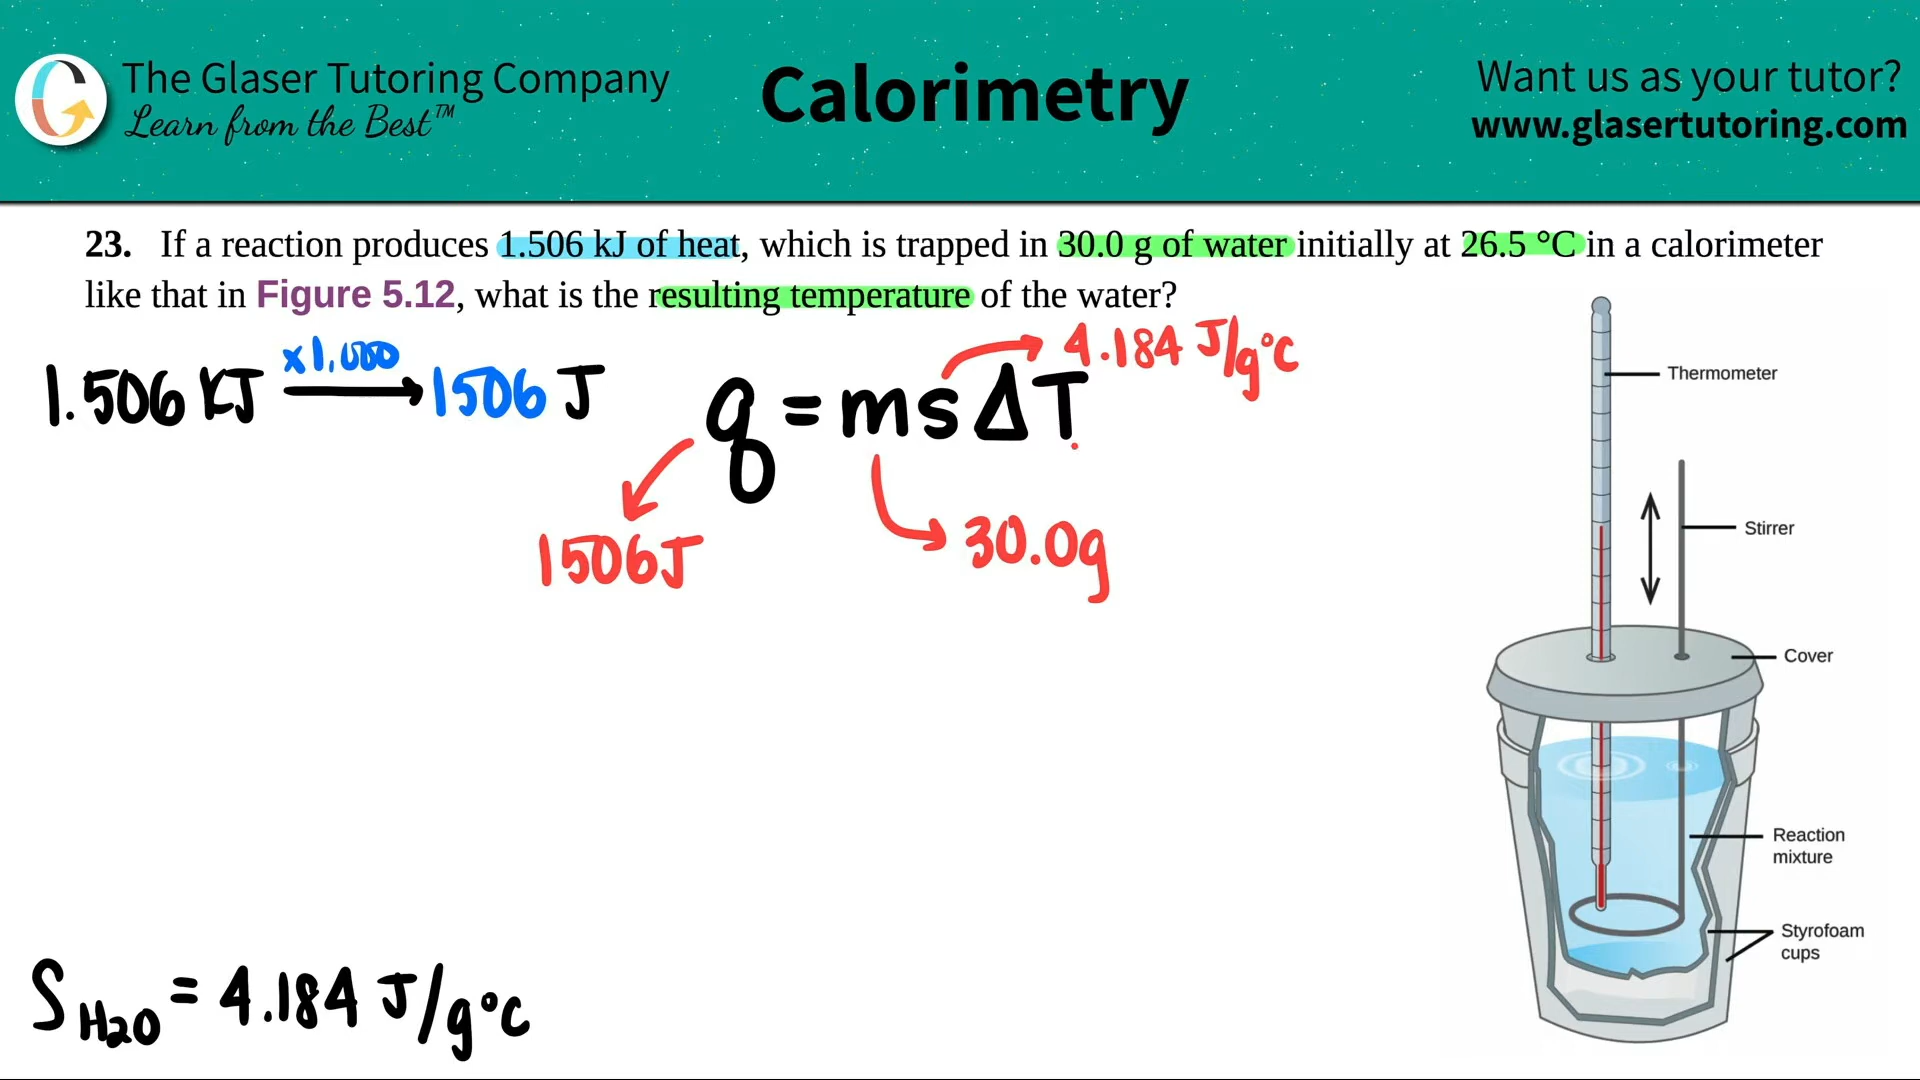 The Glaser Tutoring Company
Learn from the Best™
Calorimetry
Want us as your tutor?
www.glasertutoring.com
23. If a reaction produces 1.506 kJ of heat, which is trapped in 30.0 g of water initially at 26.5 °C in a calorimeter
like that in Figure 5.12, what is the resulting temperature of the water?
1.506 KJ x1,000 1506 J
q = msΔT
4.184 J/g°C
1506J
30.0g
S H2O = 4.184 J/g°C
Thermometer
Stirrer
Cover
Reaction
mixture
Styrofoam
cups